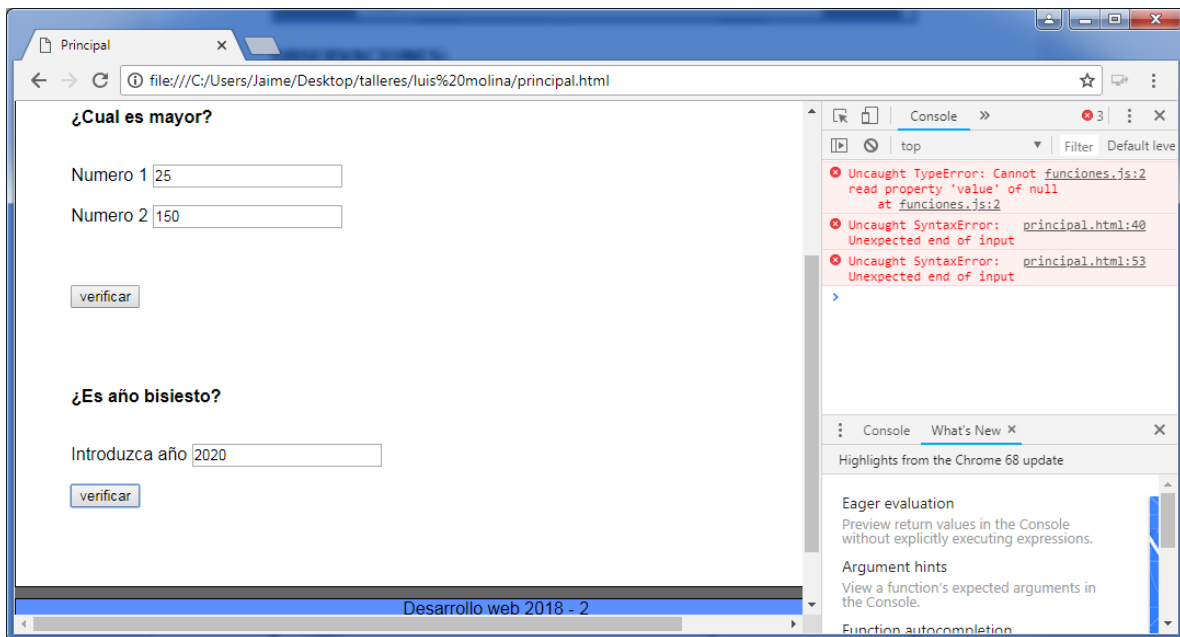 Principal
file:///C:/Users/Jaime/Desktop/talleres/luis%20molina/principal.html
¿Cual es mayor?
Numero 1 25
Numero 2 150
verificar
¿Es año bisiesto?
Introduzca año 2020
verificar
Desarrollo web 2018 - 2
Console » 3
top Filter Default leve
Uncaught TypeError: Cannot funciones.js:2
read property 'value' of null
at funciones.js:2
Uncaught SyntaxError: principal.html:40
Unexpected end of input
Uncaught SyntaxError: principal.html:53
Unexpected end of input
>
Console What's New ×
Highlights from the Chrome 68 update
Eager evaluation
Preview return values in the Console
without explicitly executing expressions.
Argument hints
View a function's expected arguments in
the Console.
Function autocompletion